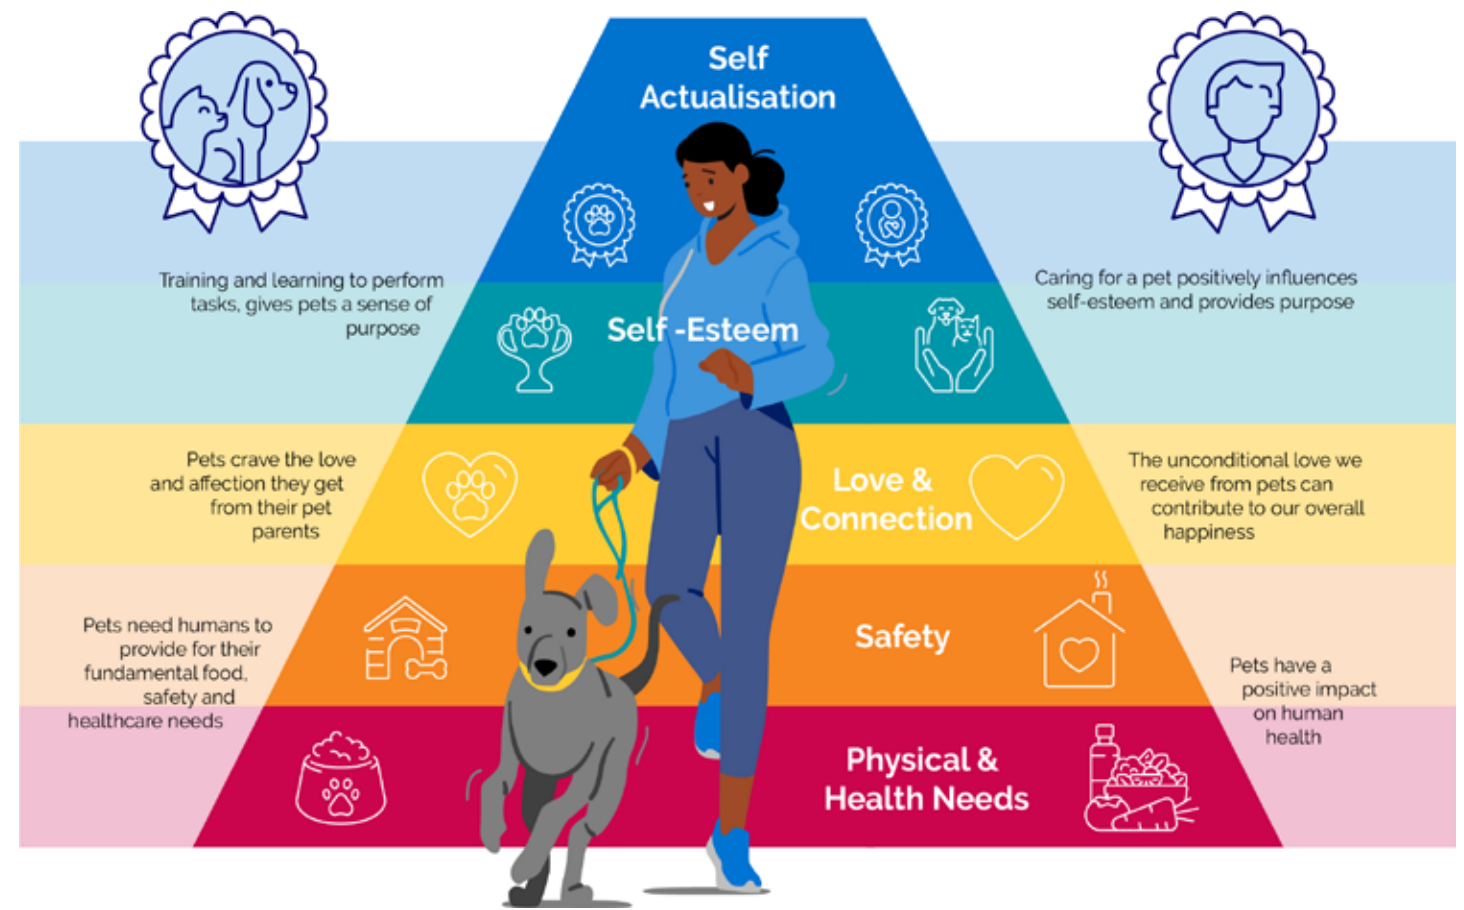 Self
Actualisation
Training and learning to perform
tasks, gives pets a sense of
purpose
Caring for a pet positively influences
self-esteem and provides purpose
Self -Esteem
Pets crave the love
and affection they get
from their pet
parents
Love &
Connection
The unconditional love we
receive from pets can
contribute to our overall
happiness
Pets need humans to
provide for their
fundamental food,
safety and
healthcare needs
Safety
Pets have a
positive impact
on human
health
Physical &
Health Needs